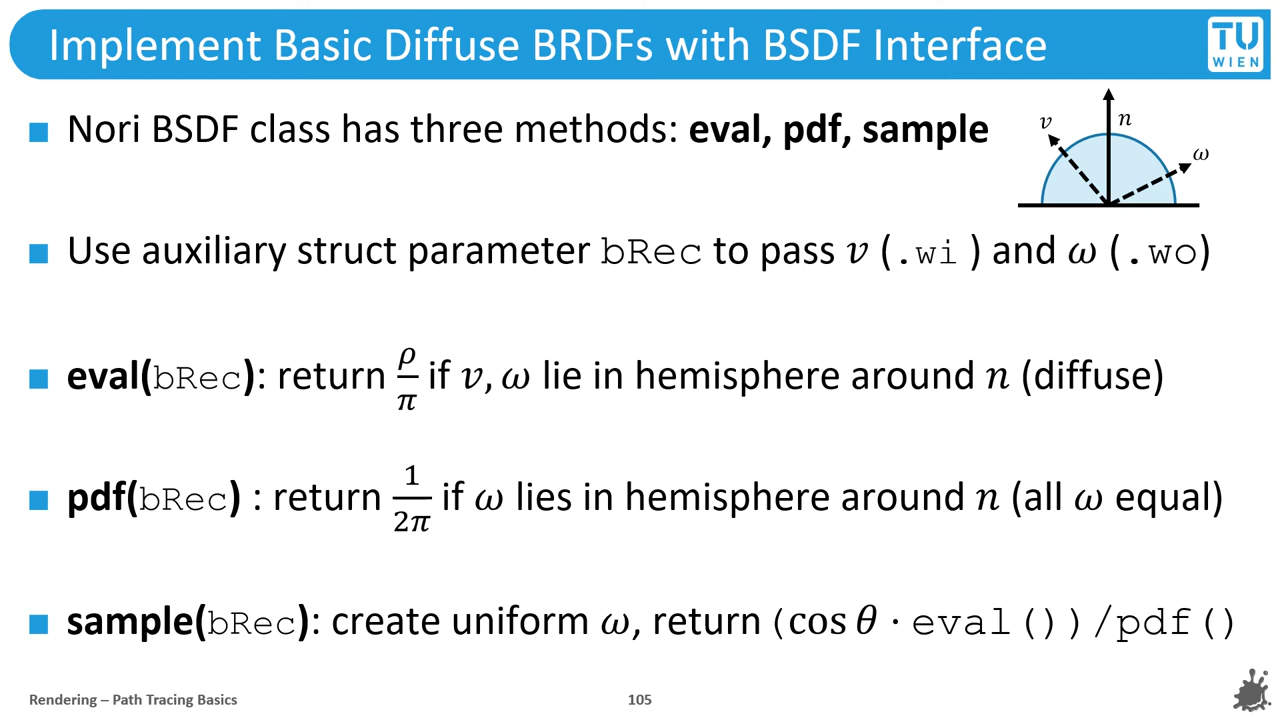 Implement Basic Diffuse BRDFs with BSDF Interface
TU
WIEN
Nori BSDF class has three methods: eval, pdf, sample
v
n
ω
Use auxiliary struct parameter bRec to pass v (.wi ) and ω (.wo)
eval(bRec): return ρ/π if v, ω lie in hemisphere around n (diffuse)
pdf(bRec) : return 1/2π if ω lies in hemisphere around n (all ω equal)
sample(bRec): create uniform ω, return (cos θ · eval())/pdf()
Rendering – Path Tracing Basics
105